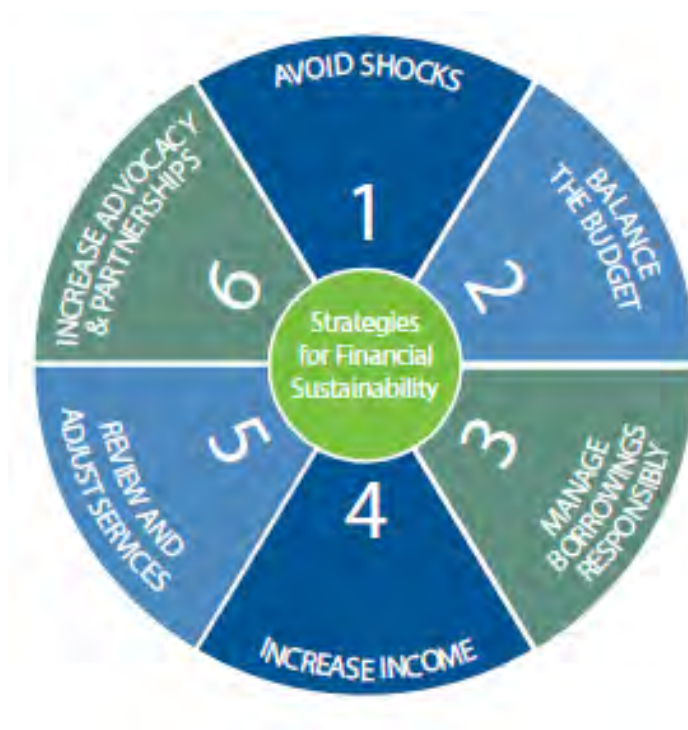 AVOID SHOCKS
1
BALANCE
THE BUDGET
2
MANAGE
BORROWINGS
RESPONSIBLY
3
INCREASE INCOME
4
REVIEW AND
ADJUST SERVICES
5
INCREASE ADVOCACY
& PARTNERSHIPS
6
Strategies
for Financial
Sustainability